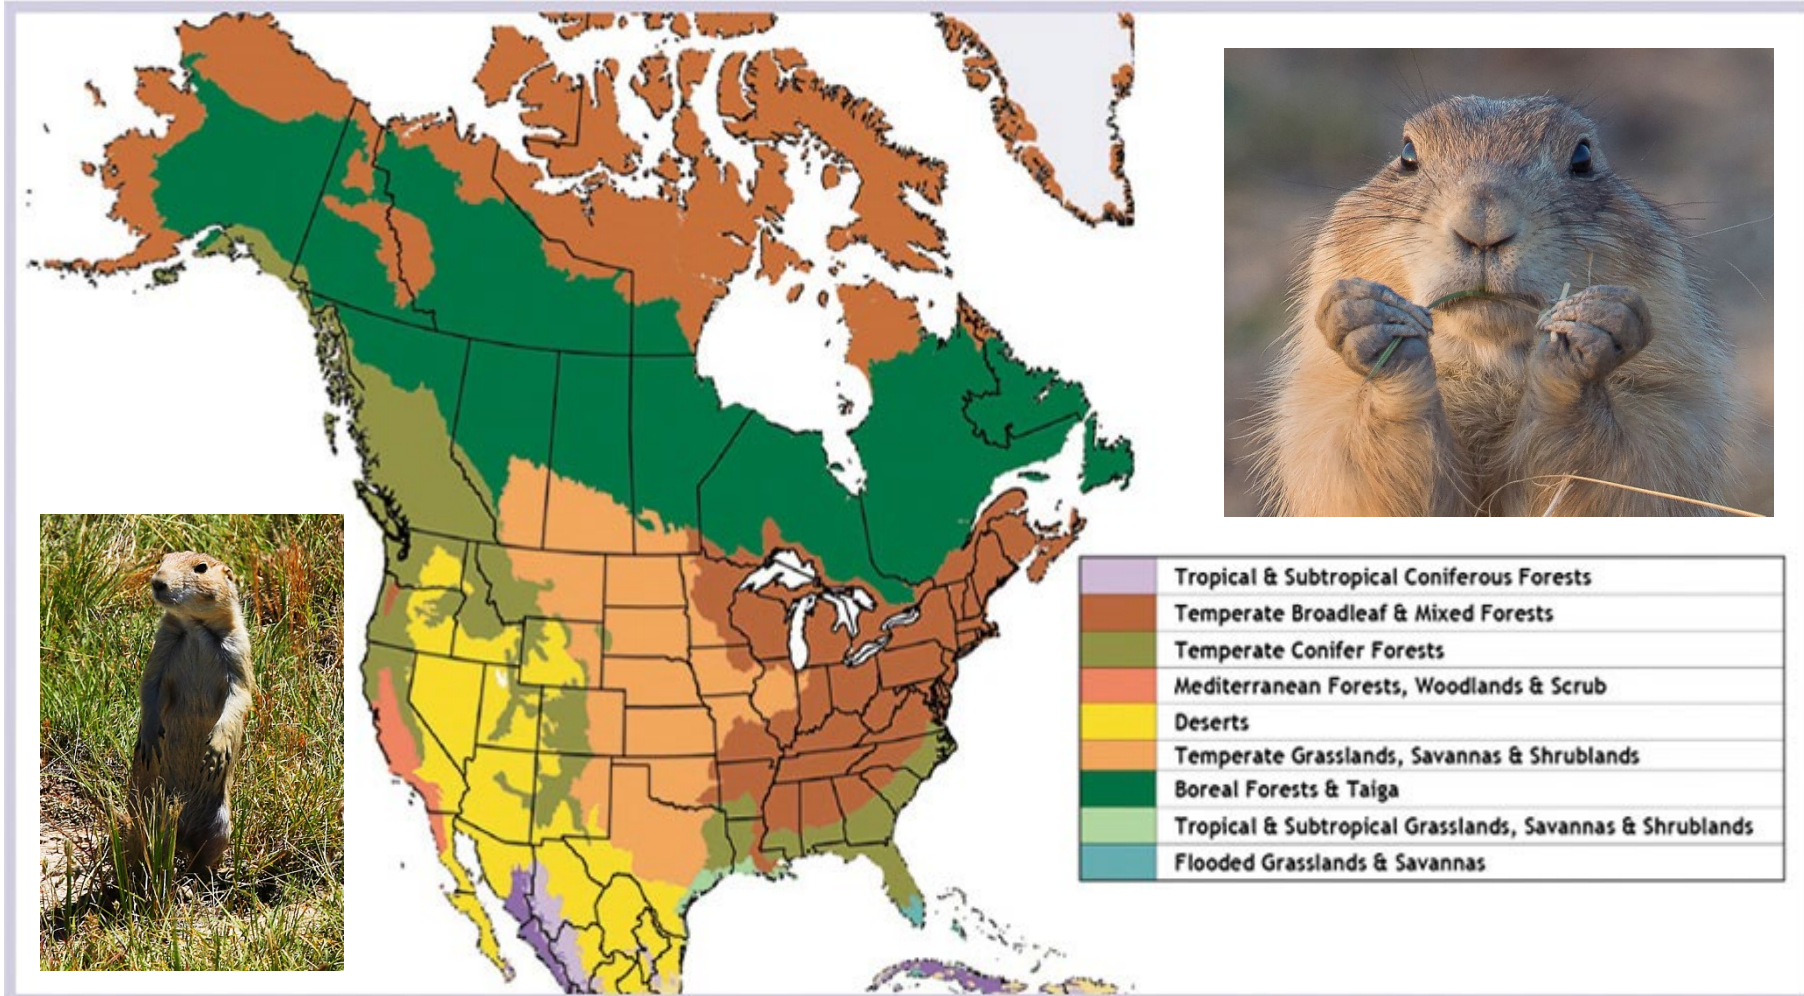 Tropical & Subtropical Coniferous Forests
Temperate Broadleaf & Mixed Forests
Temperate Conifer Forests
Mediterranean Forests, Woodlands & Scrub
Deserts
Temperate Grasslands, Savannas & Shrublands
Boreal Forests & Taiga
Tropical & Subtropical Grasslands, Savannas & Shrublands
Flooded Grasslands & Savannas